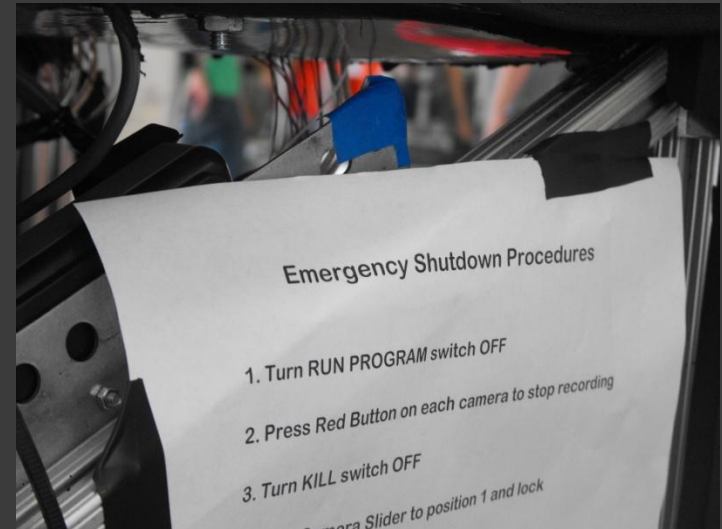 Emergency Shutdown Procedures
1. Turn RUN PROGRAM switch OFF
2. Press Red Button on each camera to stop recording
3. Turn KILL switch OFF
Slider to position 1 and lock